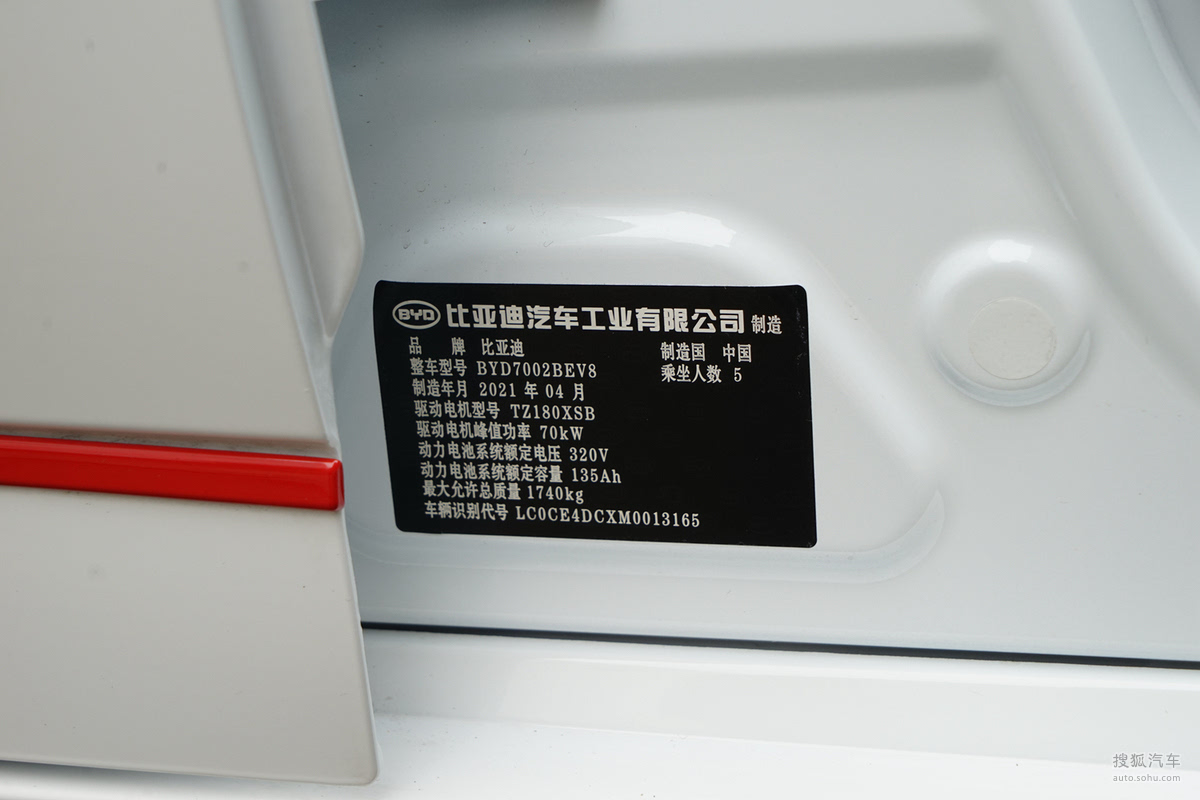 BYD 比亚迪汽车工业有限公司 制造
品 牌 比亚迪 制造国 中国
整车型号 BYD7002BEV8 乘坐人数 5
制造年月 2021 年 04 月
驱动电机型号 TZ180XSB
驱动电机峰值功率 70kW
动力电池系统额定电压 320V
动力电池系统额定容量 135Ah
最大允许总质量 1740kg
车辆识别代号 LC0CE4DCXM0013165
搜狐汽车
auto.sohu.com